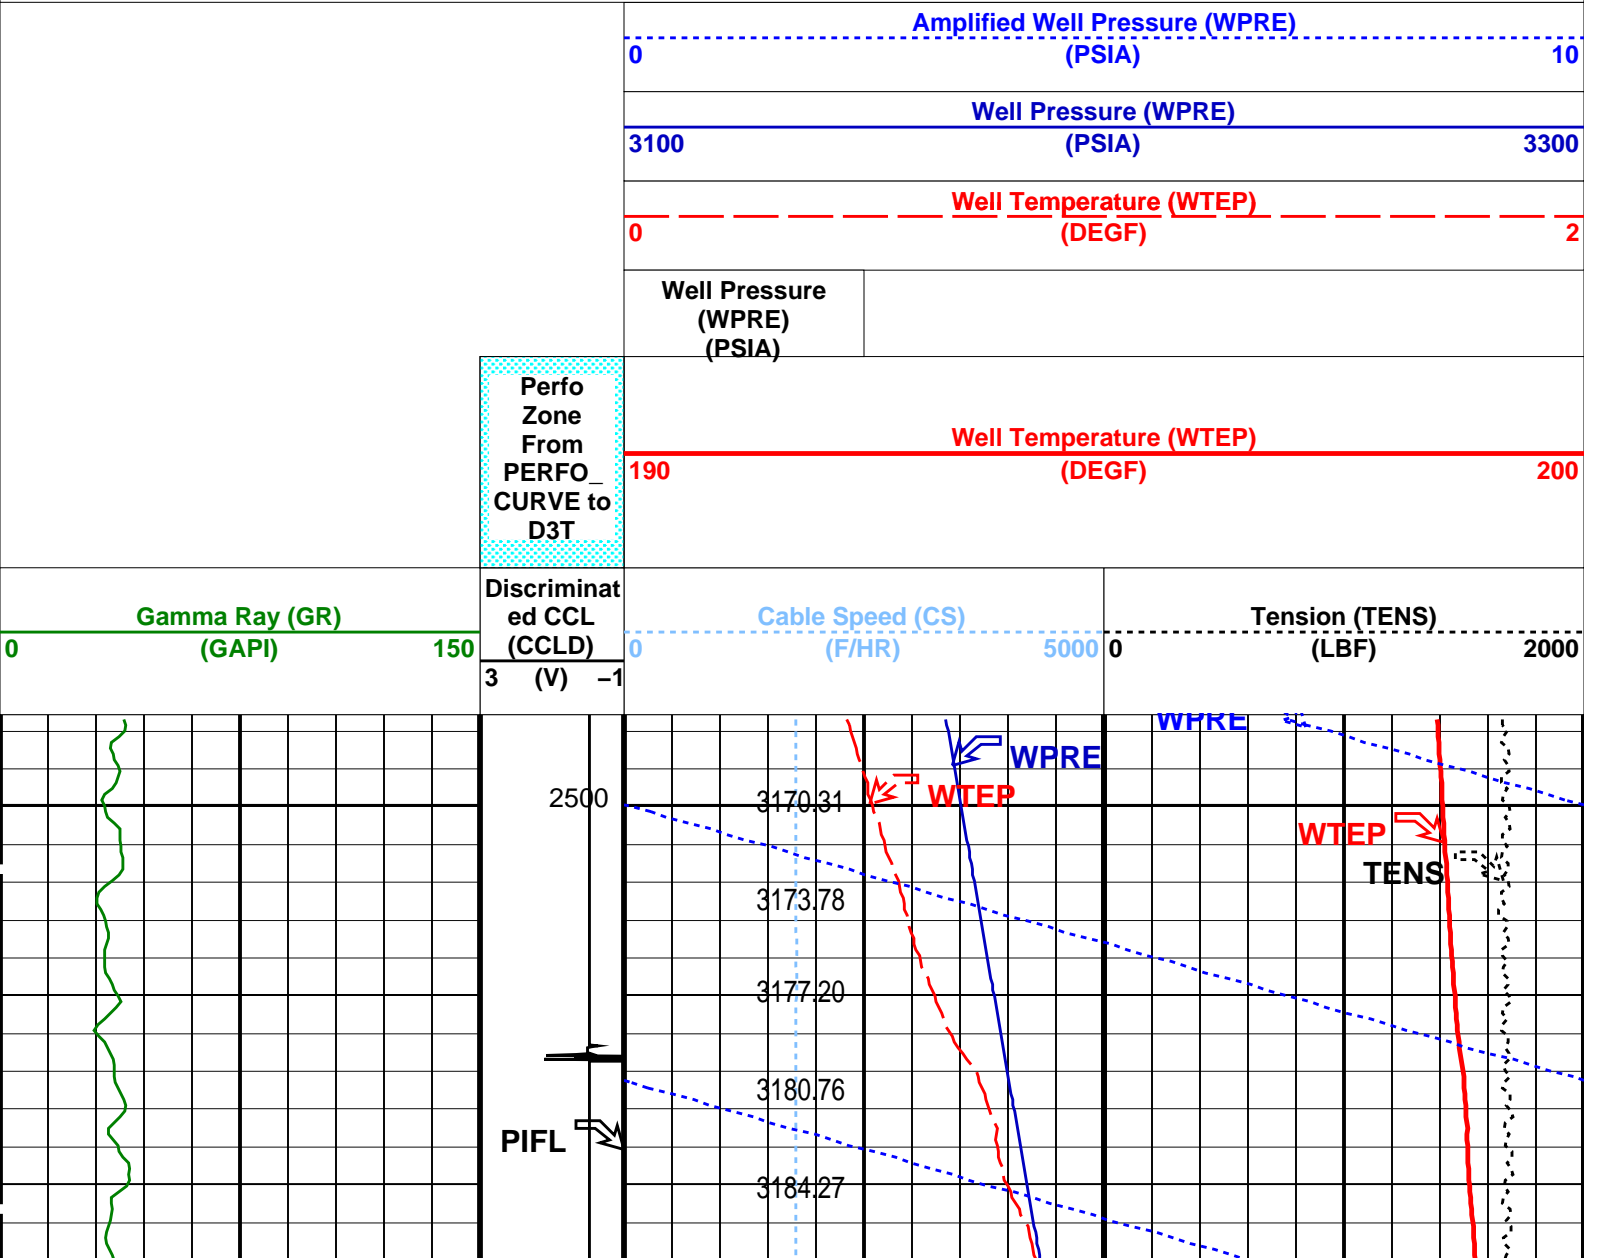 Amplified Well Pressure (WPRE)
0 (PSIA) 10
Well Pressure (WPRE)
3100 (PSIA) 3300
Well Temperature (WTEP)
0 (DEGF) 2
Well Pressure
(WPRE)
(PSIA)
Perfo
Zone
From
PERFO_
CURVE to
D3T
Well Temperature (WTEP)
190 (DEGF) 200
Gamma Ray (GR)
0 (GAPI) 150
Discriminat
ed CCL
(CCLD)
3 (V) −1
Cable Speed (CS)
0 (F/HR) 5000
Tension (TENS)
0 (LBF) 2000
WPRE
WPRE
WTEP
2500
3170.31
WTEP
TENS
3173.78
3177.20
3180.76
PIFL
3184.27